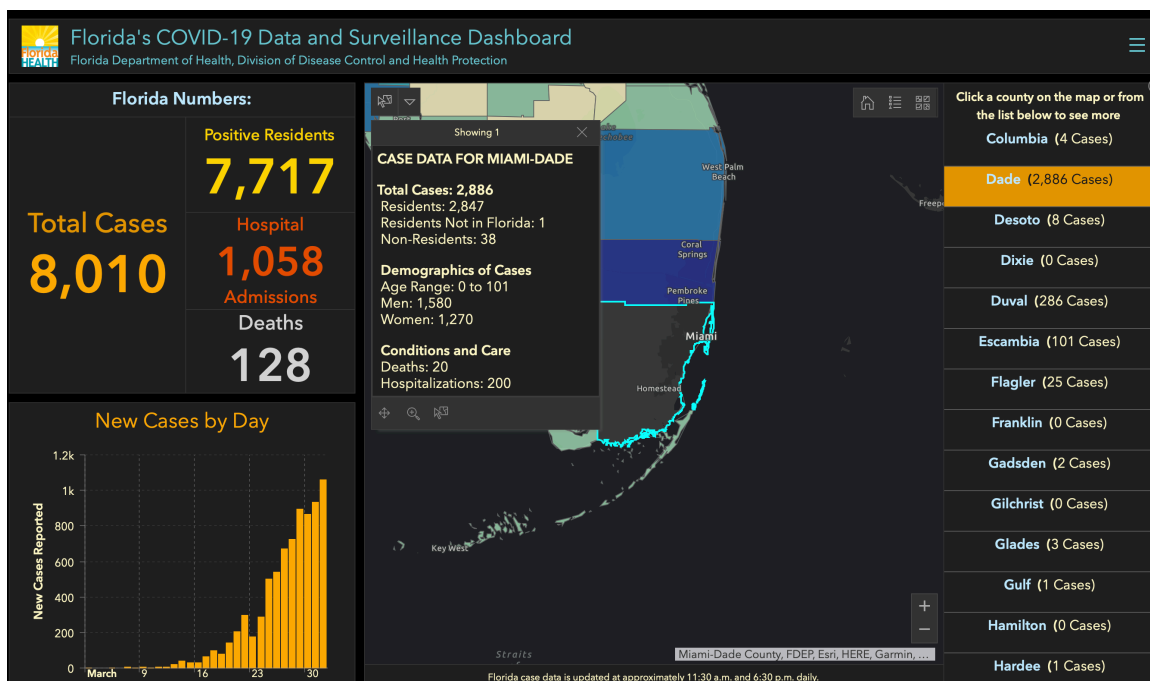 Florida's COVID-19 Data and Surveillance Dashboard
Florida Department of Health, Division of Disease Control and Health Protection
Florida
HEALTH
Florida Numbers:
Total Cases
8,010
Positive Residents
7,717
Hospital
1,058
Admissions
Deaths
128
New Cases by Day
New Cases Reported
1.2k
1k
800
600
400
200
0
March
9
16
23
30
Showing 1
CASE DATA FOR MIAMI-DADE
Total Cases: 2,886
Residents: 2,847
Residents Not in Florida: 1
Non-Residents: 38
Demographics of Cases
Age Range: 0 to 101
Men: 1,580
Women: 1,270
Conditions and Care
Deaths: 20
Hospitalizations: 200
West Palm
Beach
Freep
Coral
Springs
Pembroke
Pines
Miami
Homestead
Key West
Straits
+
−
Miami-Dade County, FDEP, Esri, HERE, Garmin, ...
Florida case data is updated at approximately 11:30 a.m. and 6:30 p.m. daily.
Click a county on the map or from
the list below to see more
Columbia (4 Cases)
Dade (2,886 Cases)
Desoto (8 Cases)
Dixie (0 Cases)
Duval (286 Cases)
Escambia (101 Cases)
Flagler (25 Cases)
Franklin (0 Cases)
Gadsden (2 Cases)
Gilchrist (0 Cases)
Glades (3 Cases)
Gulf (1 Cases)
Hamilton (0 Cases)
Hardee (1 Cases)